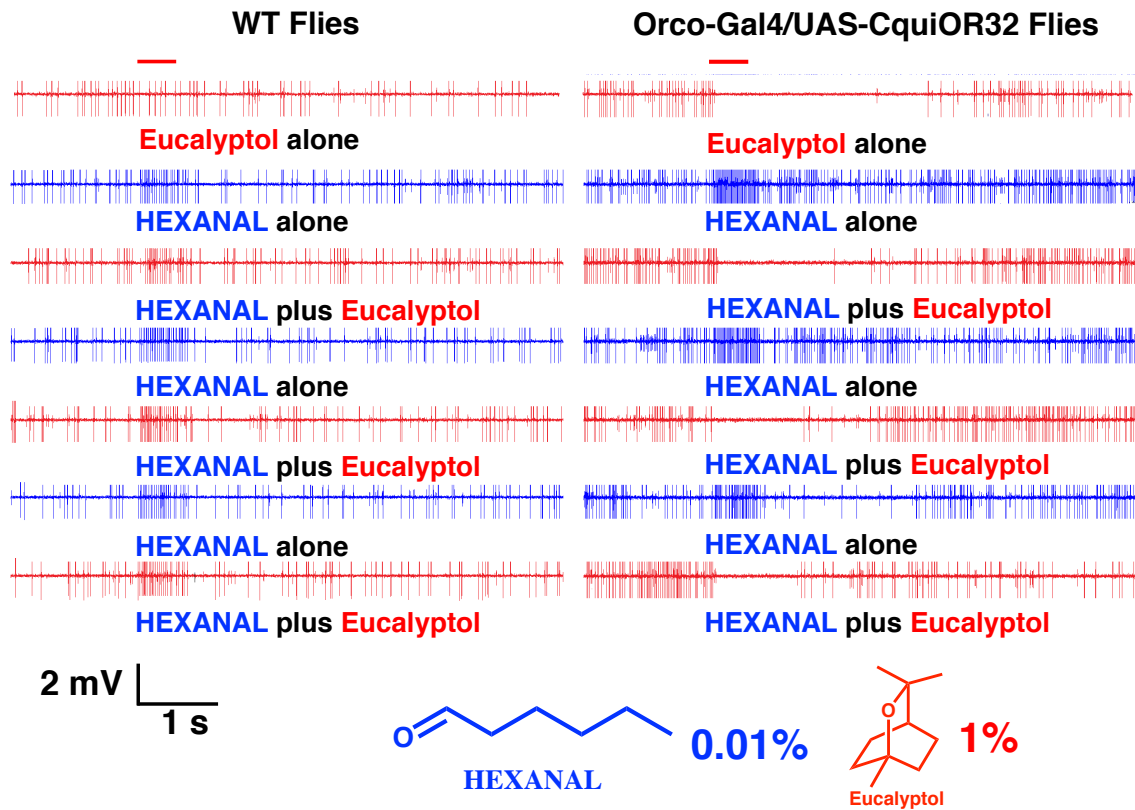 WT Flies
Orco-Gal4/UAS-CquiOR32 Flies
Eucalyptol alone
Eucalyptol alone
HEXANAL alone
HEXANAL alone
HEXANAL plus Eucalyptol
HEXANAL plus Eucalyptol
HEXANAL alone
HEXANAL alone
HEXANAL plus Eucalyptol
HEXANAL plus Eucalyptol
HEXANAL alone
HEXANAL alone
HEXANAL plus Eucalyptol
HEXANAL plus Eucalyptol
2 mV
1 s
O
0.01%
HEXANAL
O
1%
Eucalyptol